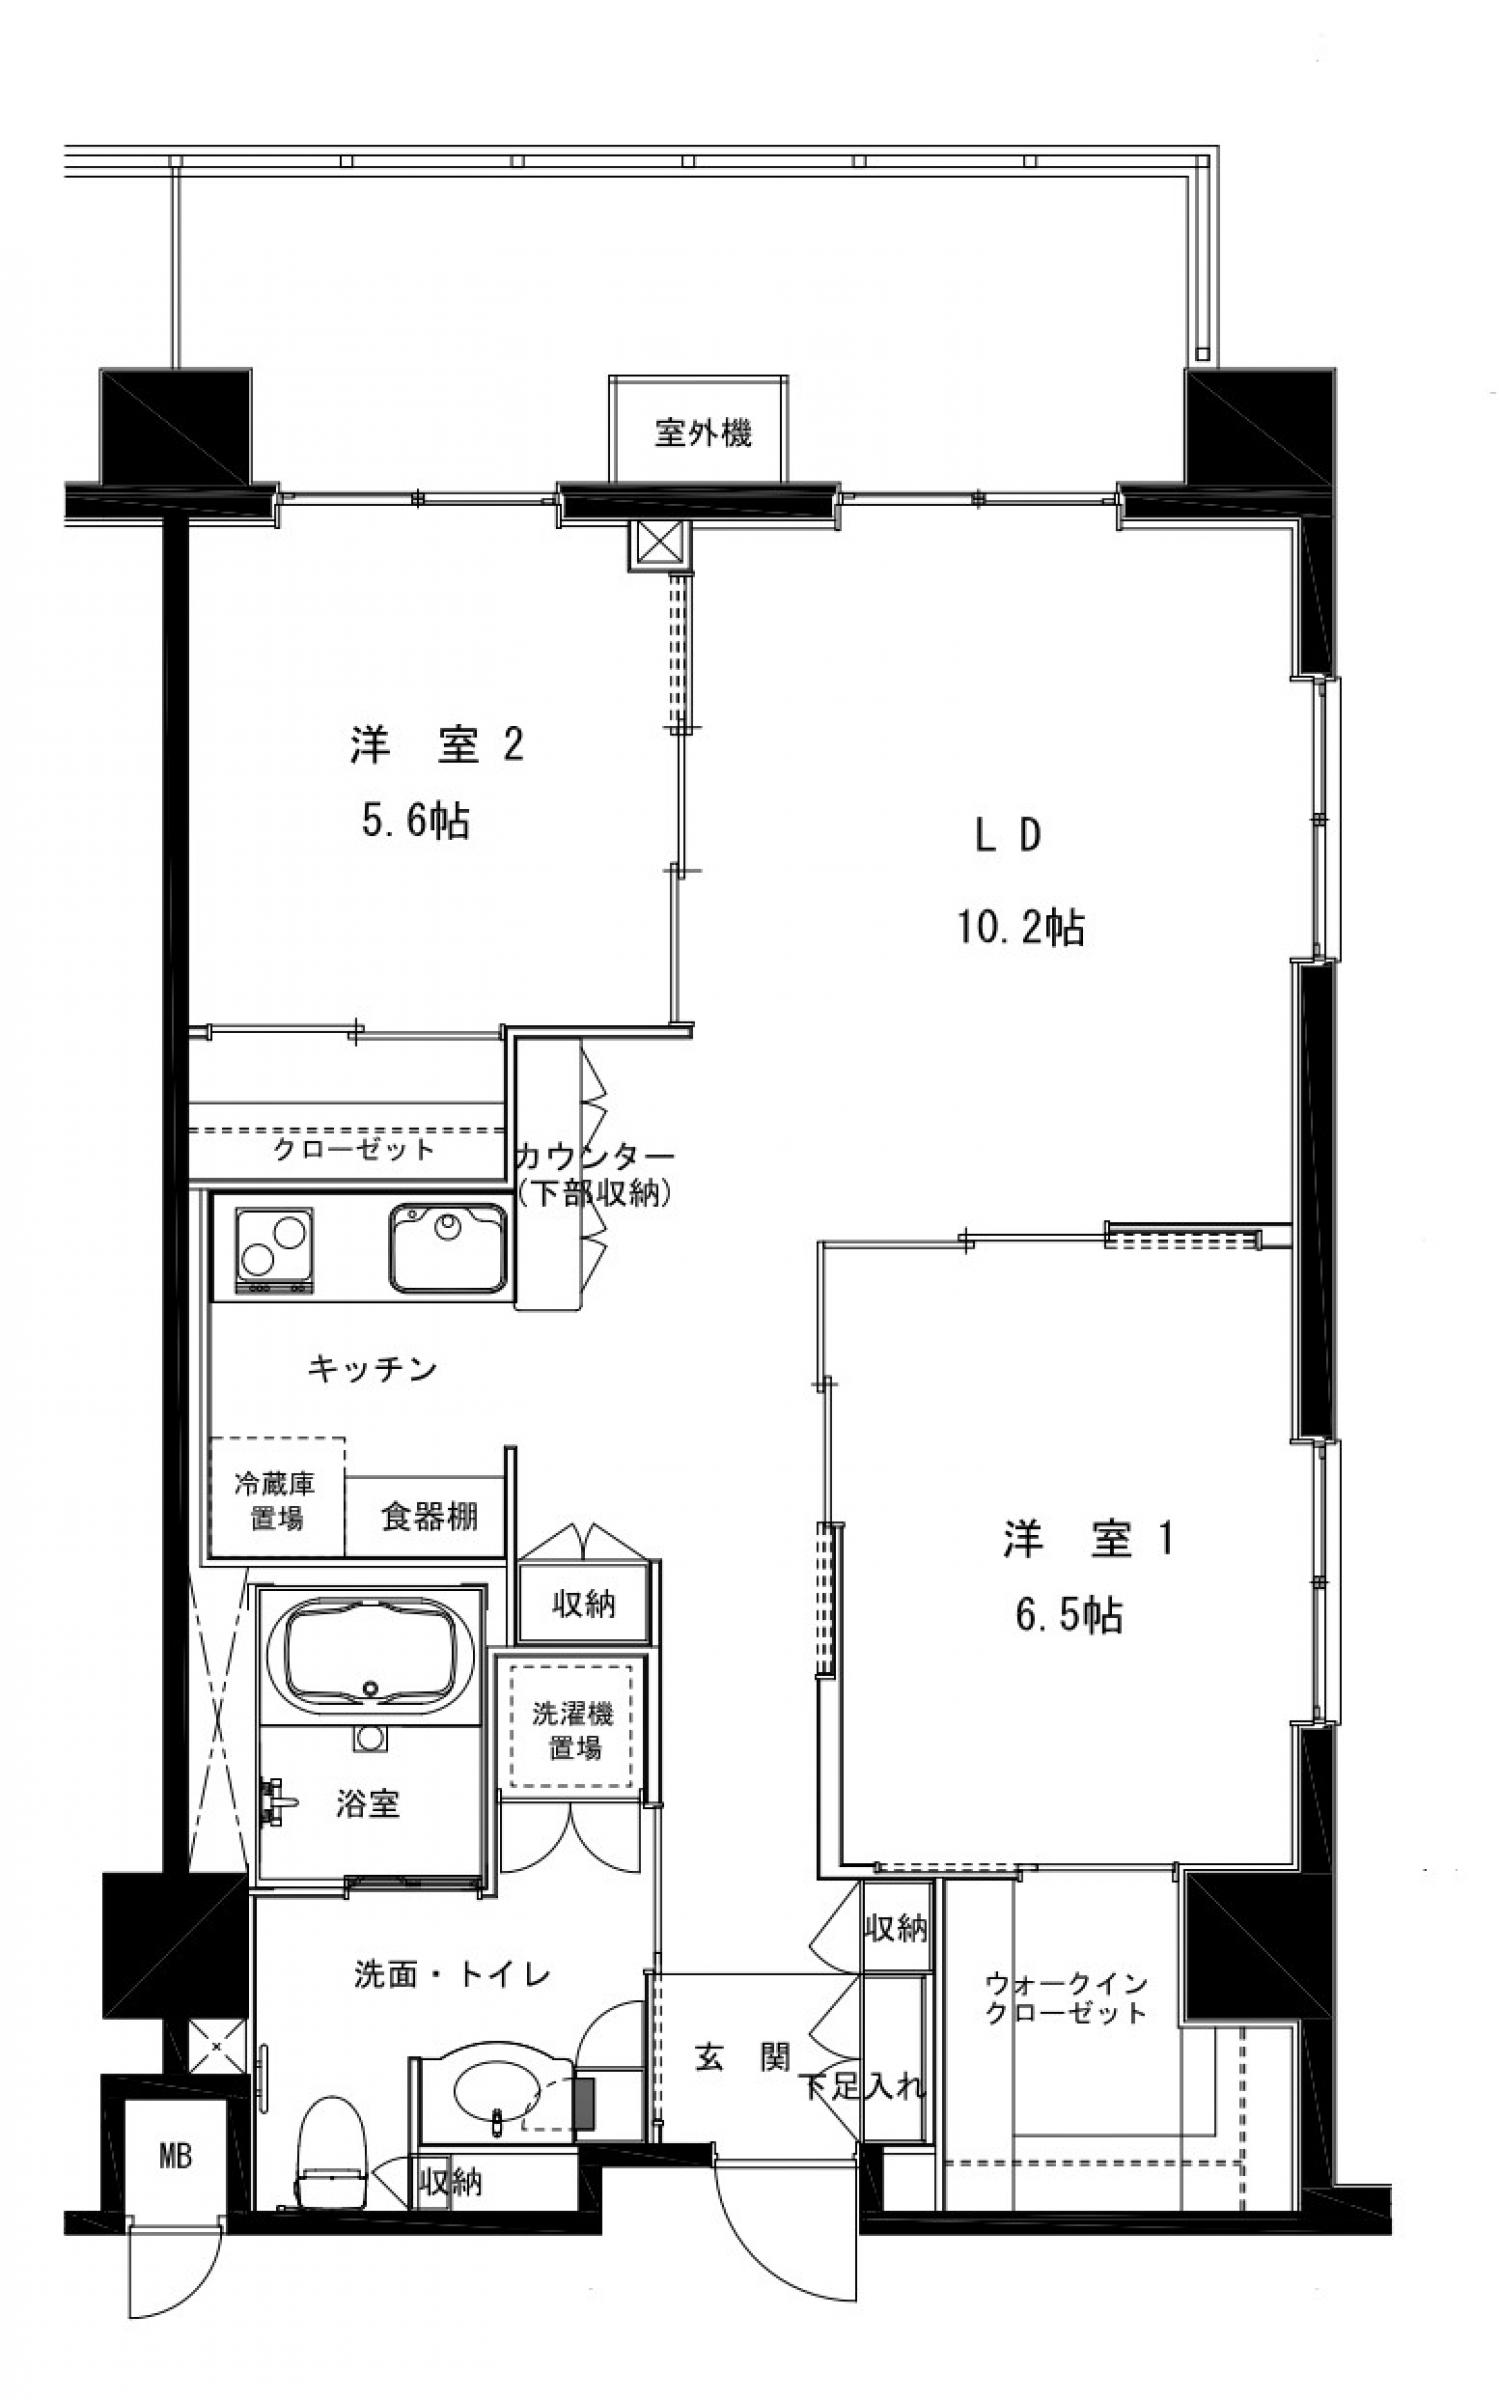 室外機
洋 室 2
5.6帖
L D
10.2帖
クローゼット
カウンター
(下部収納)
キッチン
冷蔵庫
置場
食器棚
洋 室 1
6.5帖
収納
洗濯機
置場
浴室
収納
洗面・トイレ
ウォークイン
クローゼット
玄 関
下足入れ
MB
収納